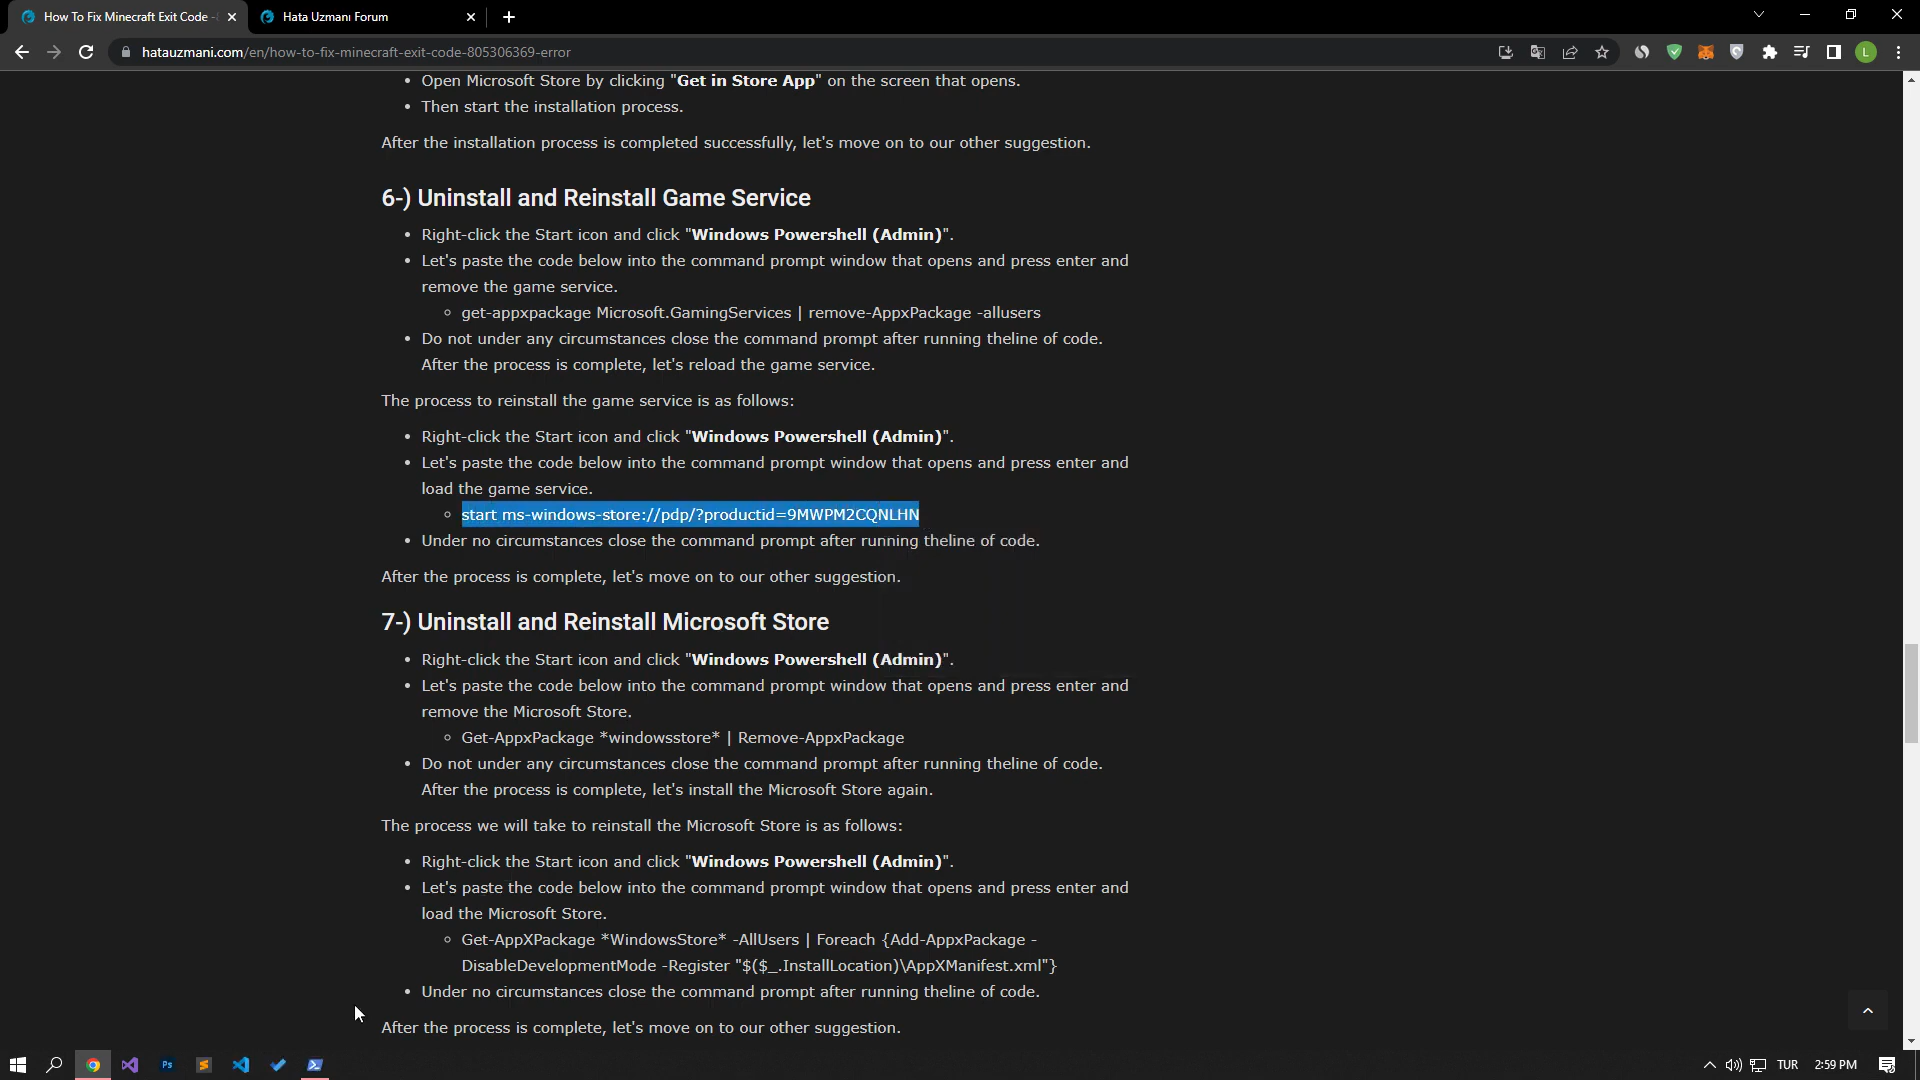 How To Fix Minecraft Exit Code -
Hata Uzmanı Forum
hatauzmani.com/en/how-to-fix-minecraft-exit-code-805306369-error
L
• Open Microsoft Store by clicking "Get in Store App" on the screen that opens.
• Then start the installation process.
After the installation process is completed successfully, let's move on to our other suggestion.
6-) Uninstall and Reinstall Game Service
• Right-click the Start icon and click "Windows Powershell (Admin)".
• Let's paste the code below into the command prompt window that opens and press enter and
remove the game service.
◦ get-appxpackage Microsoft.GamingServices | remove-AppxPackage -allusers
• Do not under any circumstances close the command prompt after running theline of code.
After the process is complete, let's reload the game service.
The process to reinstall the game service is as follows:
• Right-click the Start icon and click "Windows Powershell (Admin)".
• Let's paste the code below into the command prompt window that opens and press enter and
load the game service.
◦ start ms-windows-store://pdp/?productid=9MWPM2CQNLHN
• Under no circumstances close the command prompt after running theline of code.
After the process is complete, let's move on to our other suggestion.
7-) Uninstall and Reinstall Microsoft Store
• Right-click the Start icon and click "Windows Powershell (Admin)".
• Let's paste the code below into the command prompt window that opens and press enter and
remove the Microsoft Store.
◦ Get-AppxPackage *windowsstore* | Remove-AppxPackage
• Do not under any circumstances close the command prompt after running theline of code.
After the process is complete, let's install the Microsoft Store again.
The process we will take to reinstall the Microsoft Store is as follows:
• Right-click the Start icon and click "Windows Powershell (Admin)".
• Let's paste the code below into the command prompt window that opens and press enter and
load the Microsoft Store.
◦ Get-AppXPackage *WindowsStore* -AllUsers | Foreach {Add-AppxPackage -
DisableDevelopmentMode -Register "$($_.InstallLocation)\AppXManifest.xml"}
• Under no circumstances close the command prompt after running theline of code.
After the process is complete, let's move on to our other suggestion.
Ps
TUR
2:59 PM